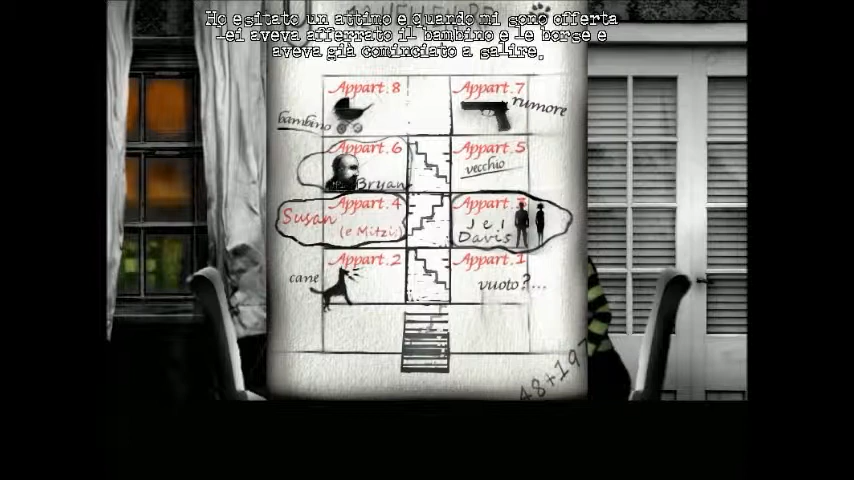 Ho esitato un attimo e quando mi sono offerta
lei aveva afferrato il bambino e le borse e
aveva già cominciato a salire.
Appart.8
Appart.7
bambino
rumore
Appart.6
Appart.5
Bryan
vecchio
Appart.4
Appart.3
Susan
(e Mitzi)
J e I
Davis
Appart.2
Appart.1
cane
vuoto?...
48+197